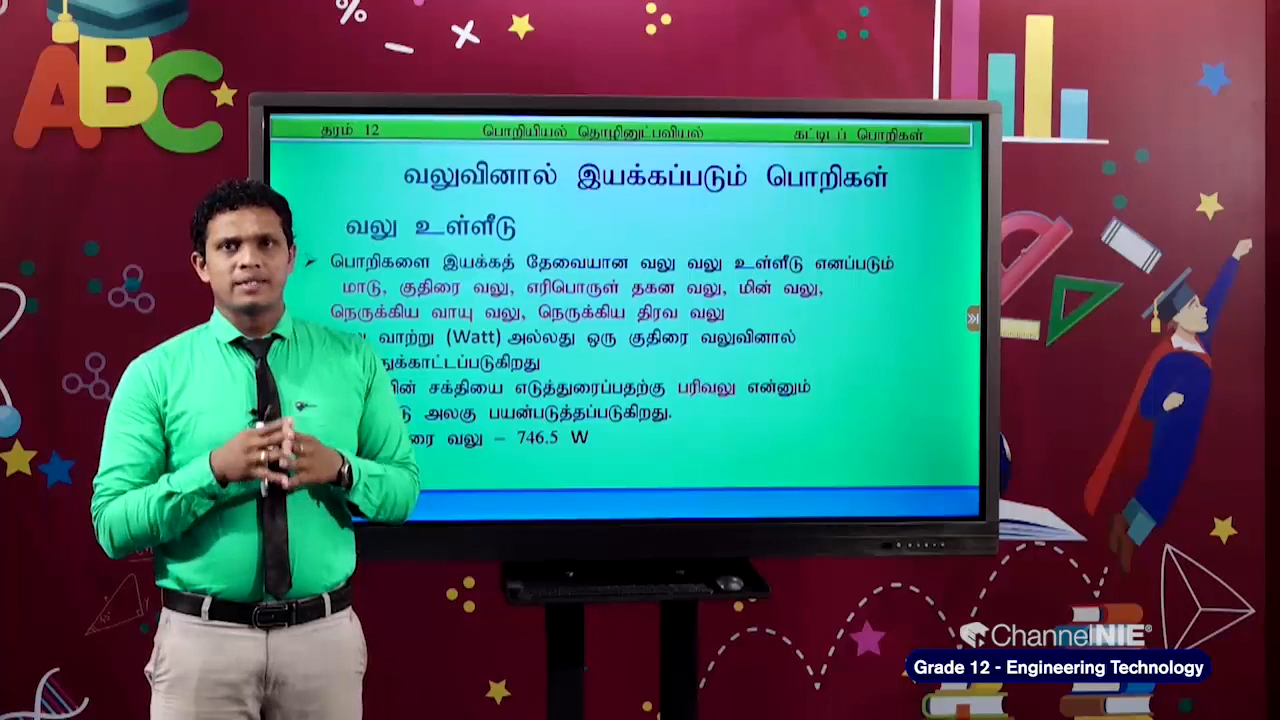 ABC
தரம் 12 பொறியியல் தொழினுட்பவியல் கட்டிடப் பொறிகள்
வலுவினால் இயக்கப்படும் பொறிகள்
வலு உள்ளீடு
➤ பொறிகளை இயக்கத் தேவையான வலு வலு உள்ளீடு எனப்படும்
மாடு, குதிரை வலு, எரிபொருள் தகன வலு, மின் வலு,
நெருக்கிய வாயு வலு, நெருக்கிய திரவ வலு
வாற்று (Watt) அல்லது ஒரு குதிரை வலுவினால்
சக்தியை எடுத்துரைப்பதற்கு பரிவலு என்னும்
அலகு பயன்படுத்தப்படுகிறது.
வலு – 746.5 W
ChannelNIE®
Grade 12 - Engineering Technology